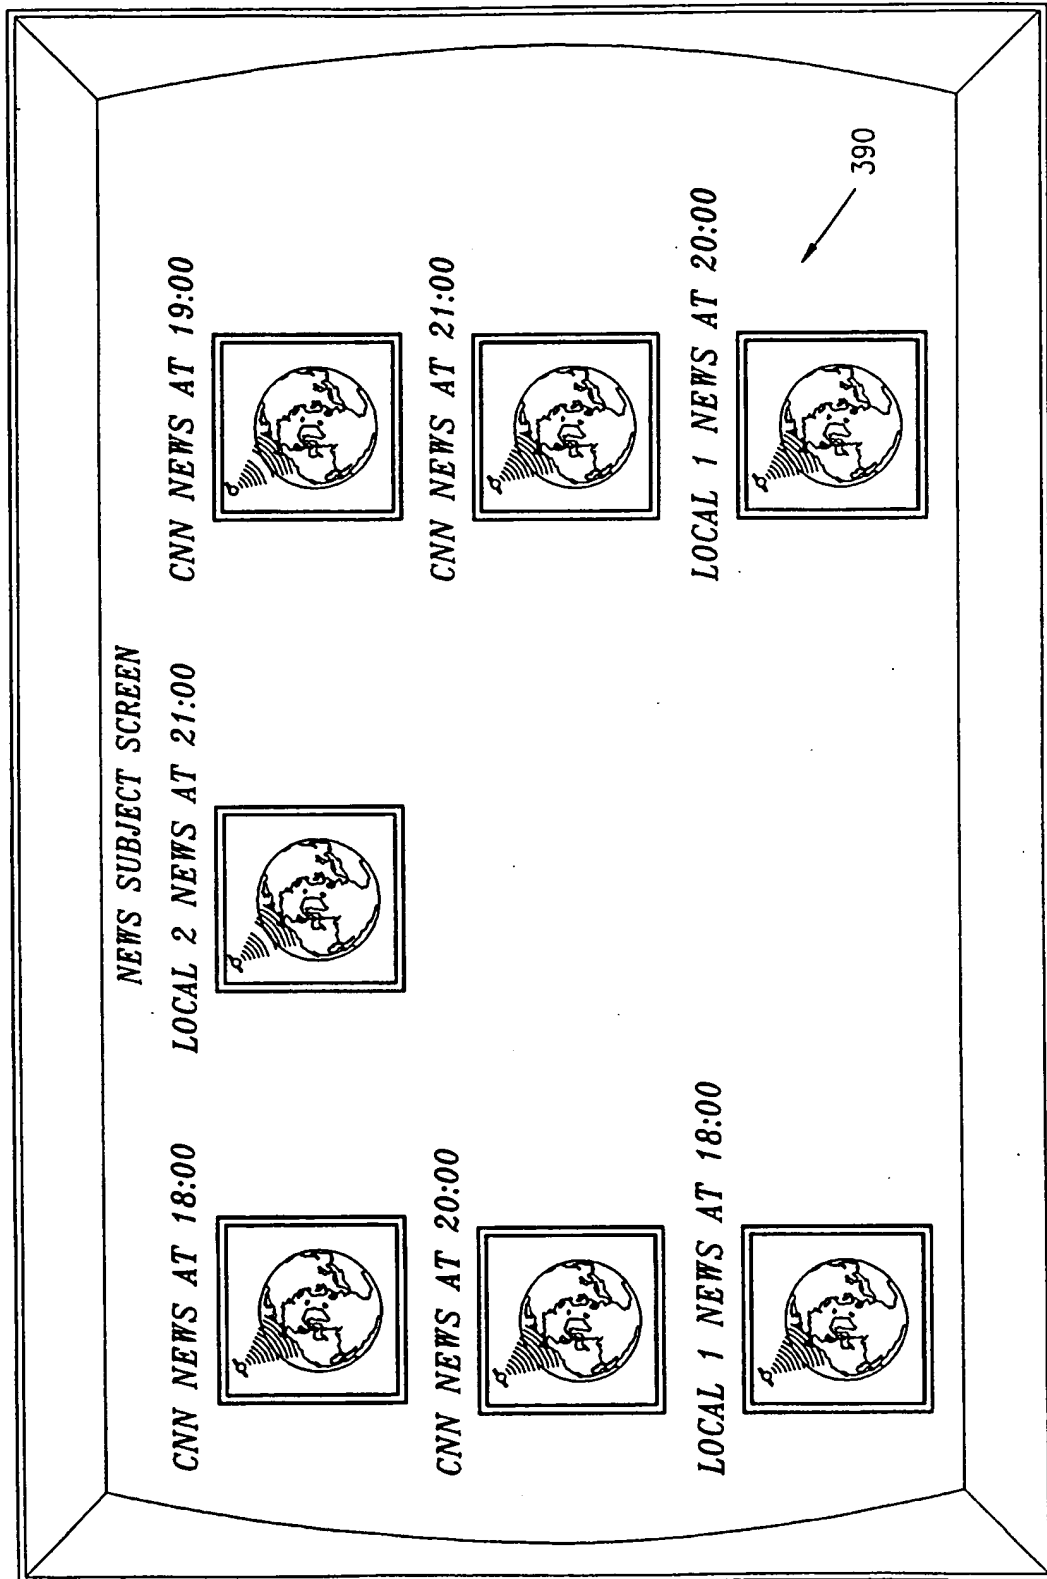 NEWS SUBJECT SCREEN
CNN NEWS AT 18:00
LOCAL 2 NEWS AT 21:00
CNN NEWS AT 19:00
CNN NEWS AT 20:00
CNN NEWS AT 21:00
LOCAL 1 NEWS AT 18:00
LOCAL 1 NEWS AT 20:00
390